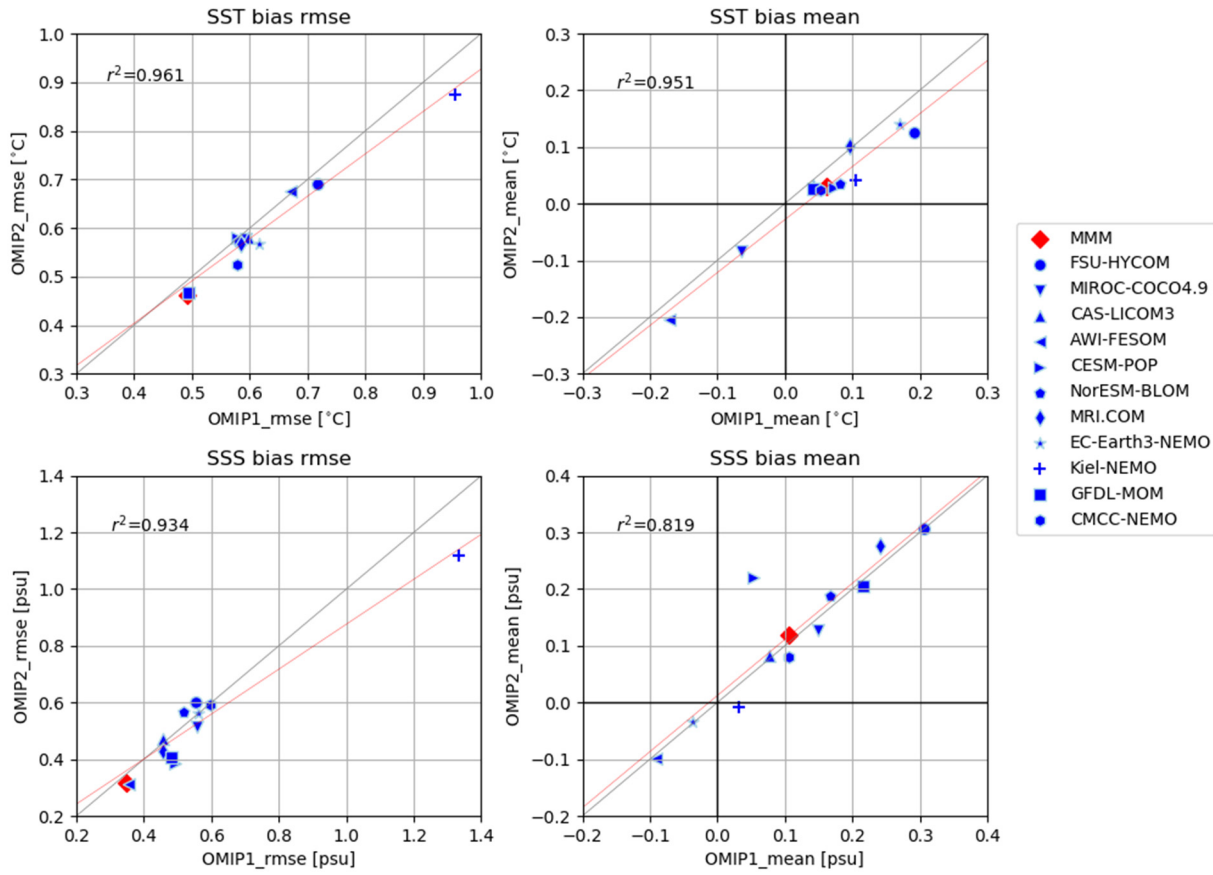 SST bias rmse
1.0
0.9
0.8
0.7
0.6
0.5
0.4
0.3
OMIP2_rmse [°C]
r²=0.961
0.3 0.4 0.5 0.6 0.7 0.8 0.9 1.0
OMIP1_rmse [°C]
SST bias mean
0.3
0.2
0.1
0.0
−0.1
−0.2
−0.3
OMIP2_mean [°C]
r²=0.951
−0.3 −0.2 −0.1 0.0 0.1 0.2 0.3
OMIP1_mean [°C]
SSS bias rmse
1.4
1.2
1.0
0.8
0.6
0.4
0.2
OMIP2_rmse [psu]
r²=0.934
0.2 0.4 0.6 0.8 1.0 1.2 1.4
OMIP1_rmse [psu]
SSS bias mean
0.4
0.3
0.2
0.1
0.0
−0.1
−0.2
OMIP2_mean [psu]
r²=0.819
−0.2 −0.1 0.0 0.1 0.2 0.3 0.4
OMIP1_mean [psu]
MMM
FSU-HYCOM
MIROC-COCO4.9
CAS-LICOM3
AWI-FESOM
CESM-POP
NorESM-BLOM
MRI.COM
EC-Earth3-NEMO
Kiel-NEMO
GFDL-MOM
CMCC-NEMO